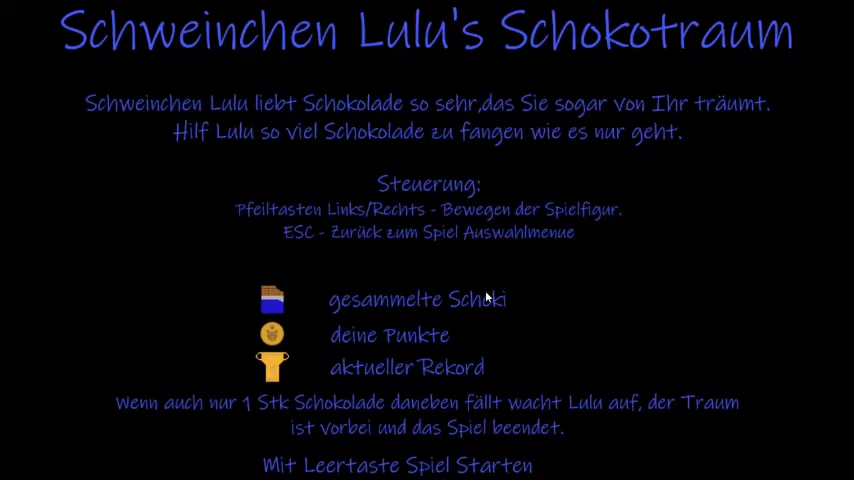 Schweinchen Lulu's Schokotraum
Schweinchen Lulu liebt Schokolade so sehr,das Sie sogar von Ihr träumt.
Hilf Lulu so viel Schokolade zu fangen wie es nur geht.
Steuerung:
Pfeiltasten Links/Rechts - Bewegen der Spielfigur.
ESC - Zurück zum Spiel Auswahlmenue
gesammelte Schoki
deine Punkte
aktueller Rekord
Wenn auch nur 1 Stk Schokolade daneben fällt wacht Lulu auf, der Traum
ist vorbei und das Spiel beendet.
Mit Leertaste Spiel Starten